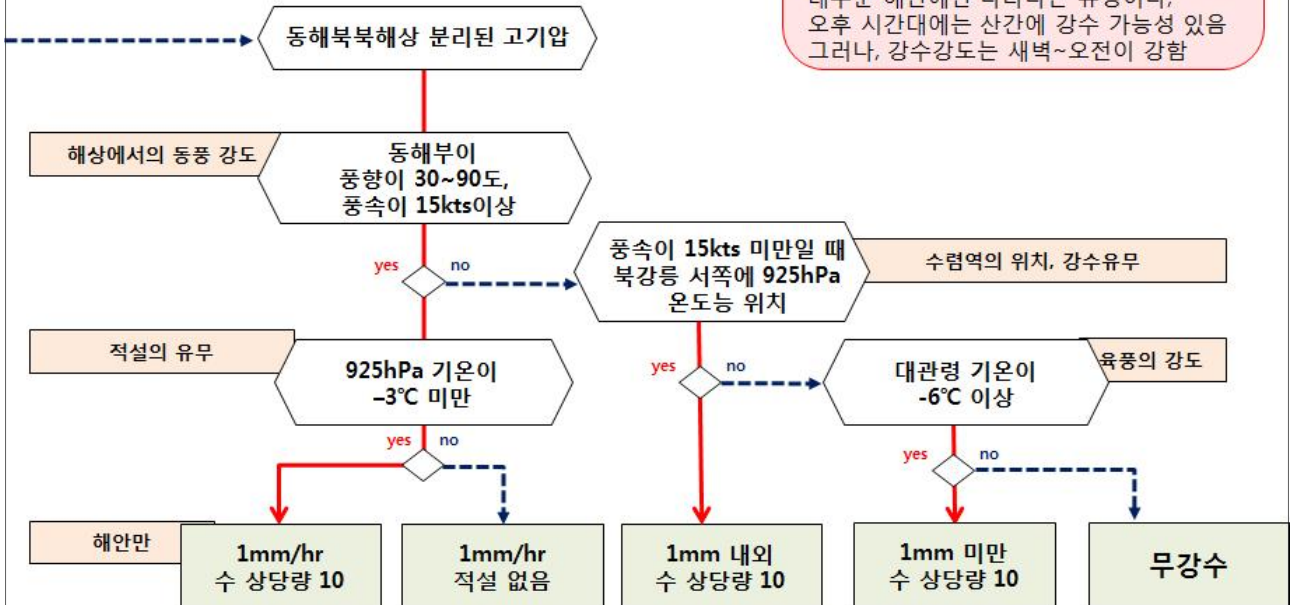 오후 시간대에는 산간에 강수 가능성 있음
그러나, 강수강도는 새벽~오전이 강함
동해북북해상 분리된 고기압
해상에서의 동풍 강도
동해부이
풍향이 30~90도,
풍속이 15kts이상
yes
no
풍속이 15kts 미만일 때
북강릉 서쪽에 925hPa
온도능 위치
수렴역의 위치, 강수유무
적설의 유무
925hPa 기온이
–3℃ 미만
yes
no
대관령 기온이
-6℃ 이상
육풍의 강도
yes
no
yes
no
해안만
1mm/hr
수 상당량 10
1mm/hr
적설 없음
1mm 내외
수 상당량 10
1mm 미만
수 상당량 10
무강수